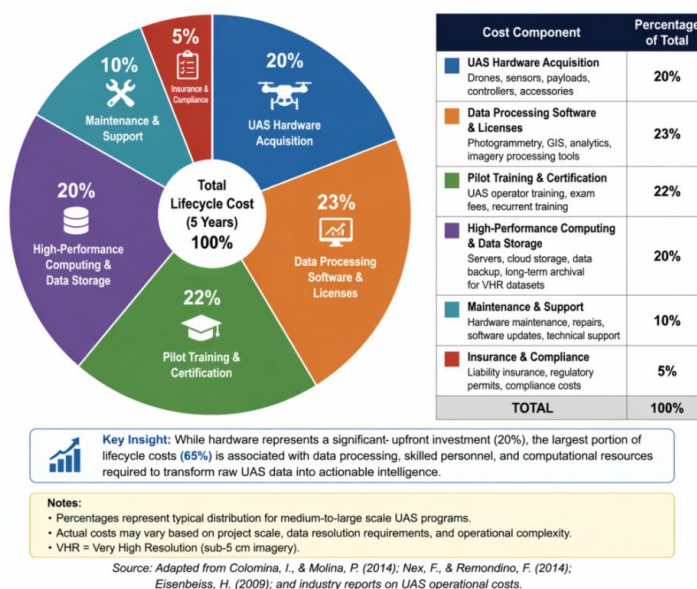 5%
Insurance &
Compliance
20%
UAS Hardware
Acquisition
10%
Maintenance
& Support
20%
High-Performance
Computing &
Data Storage
Total
Lifecycle Cost
(5 Years)
100%
23%
Data Processing
Software &
Licenses
22%
Pilot Training &
Certification
Cost Component
Percentage
of Total
UAS Hardware Acquisition
Drones, sensors, payloads,
controllers, accessories
20%
Data Processing Software
& Licenses
Photogrammetry, GIS, analytics,
imagery processing tools
23%
Pilot Training & Certification
UAS operator training, exam
fees, recurrent training
22%
High-Performance Computing
& Data Storage
Servers, cloud storage, data
backup, long-term archival
for VHR datasets
20%
Maintenance & Support
Hardware maintenance, repairs,
software updates, technical support
10%
Insurance & Compliance
Liability insurance, regulatory
permits, compliance costs
5%
TOTAL
100%
Key Insight: While hardware represents a significant- upfront investment (20%), the largest portion of
lifecycle costs (65%) is associated with data processing, skilled personnel, and computational resources
required to transform raw UAS data into actionable intelligence.
Notes:
• Percentages represent typical distribution for medium-to-large scale UAS programs.
• Actual costs may vary based on project scale, data resolution requirements, and operational complexity.
• VHR = Very High Resolution (sub-5 cm imagery).
Source: Adapted from Colomina, I., & Molina, P. (2014); Nex, F., & Remondino, F. (2014);
Eisenbeiss, H. (2009); and industry reports on UAS operational costs.